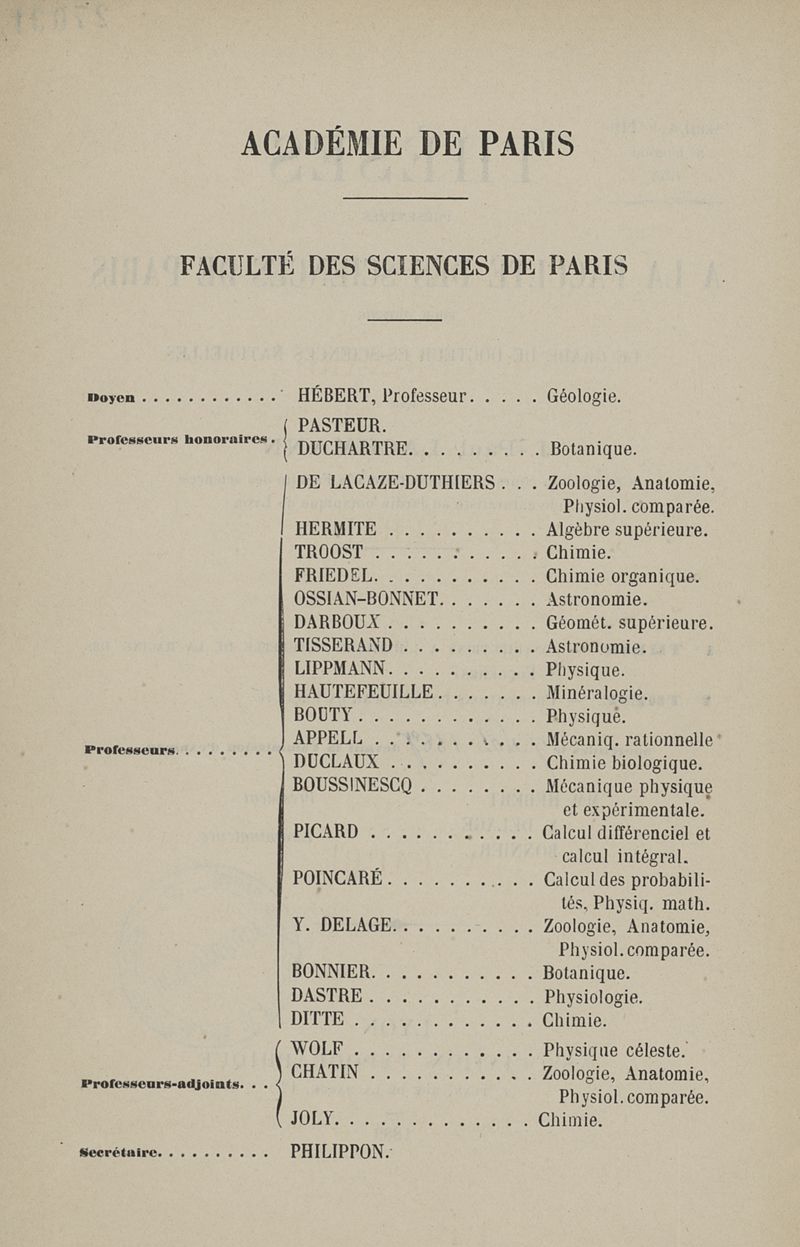 ACADÉMIE DE PARIS
FACULTÉ DES SCIENCES DE PARIS
Doyen . . . . . . . . . . . . HÉBERT, Professeur. . . . . Géologie.
Professeurs honoraires. PASTEUR.
DUCHARTRE. . . . . . . . . Botanique.
DE LACAZE-DUTHIERS . . . Zoologie, Anatomie,
Physiol. comparée.
HERMITE . . . . . . . . . . Algèbre supérieure.
TROOST . . . . . . . . . . . Chimie.
FRIEDEL. . . . . . . . . . . Chimie organique.
OSSIAN-BONNET. . . . . . . Astronomie.
DARBOUX . . . . . . . . . . Géomét. supérieure.
TISSERAND . . . . . . . . . Astronomie.
LIPPMANN. . . . . . . . . . Physique.
HAUTEFEUILLE. . . . . . . Minéralogie.
BOUTY. . . . . . . . . . . . Physique.
Professeurs. . . . . . . . . APPELL . . . . . . . . . . . Mécaniq. rationnelle
DUCLAUX . . . . . . . . . . Chimie biologique.
BOUSSINESCQ . . . . . . . . Mécanique physique
et expérimentale.
PICARD . . . . . . . . . . . Calcul différenciel et
calcul intégral.
POINCARÉ. . . . . . . . . . Calcul des probabili-
tés, Physiq. math.
Y. DELAGE. . . . . . . . . . Zoologie, Anatomie,
Physiol. comparée.
BONNIER. . . . . . . . . . . Botanique.
DASTRE . . . . . . . . . . . Physiologie.
DITTE . . . . . . . . . . . . Chimie.
WOLF . . . . . . . . . . . . Physique céleste.
Professeurs-adjoints. . . CHATIN . . . . . . . . . . . Zoologie, Anatomie,
Physiol. comparée.
JOLY. . . . . . . . . . . . . Chimie.
Secrétaire. . . . . . . . . . PHILIPPON.